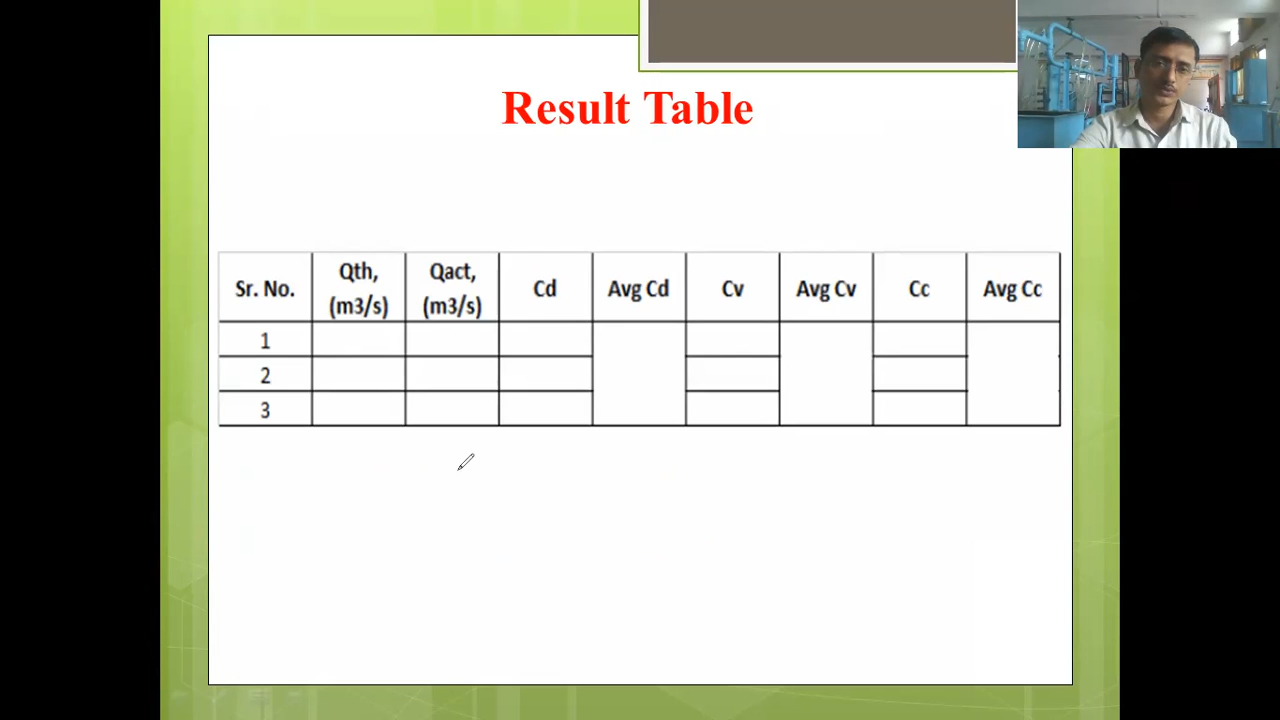 Result Table
Sr. No. Qth, (m3/s) Qact, (m3/s) Cd Avg Cd Cv Avg Cv Cc Avg Cc
1
2
3